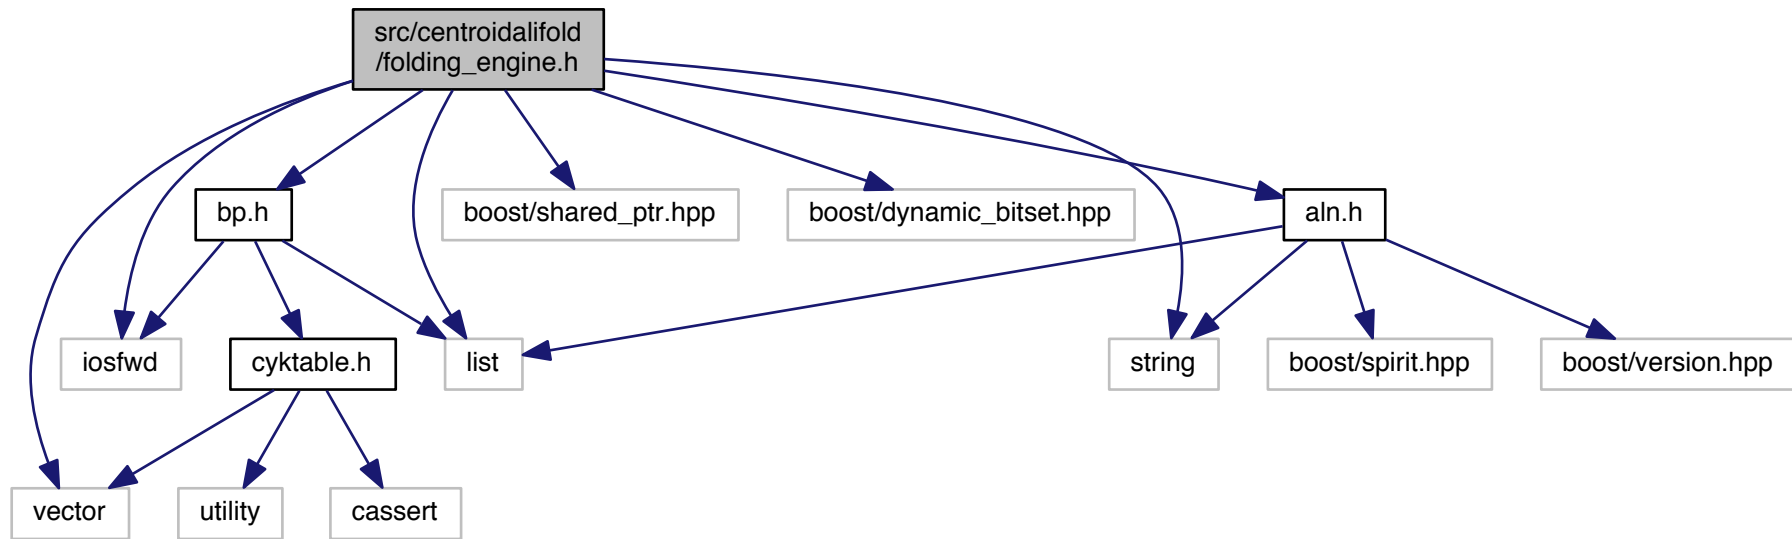 src/centroidalifold
/folding_engine.h
bp.h
boost/shared_ptr.hpp
boost/dynamic_bitset.hpp
aln.h
iosfwd
cyktable.h
list
string
boost/spirit.hpp
boost/version.hpp
vector
utility
cassert